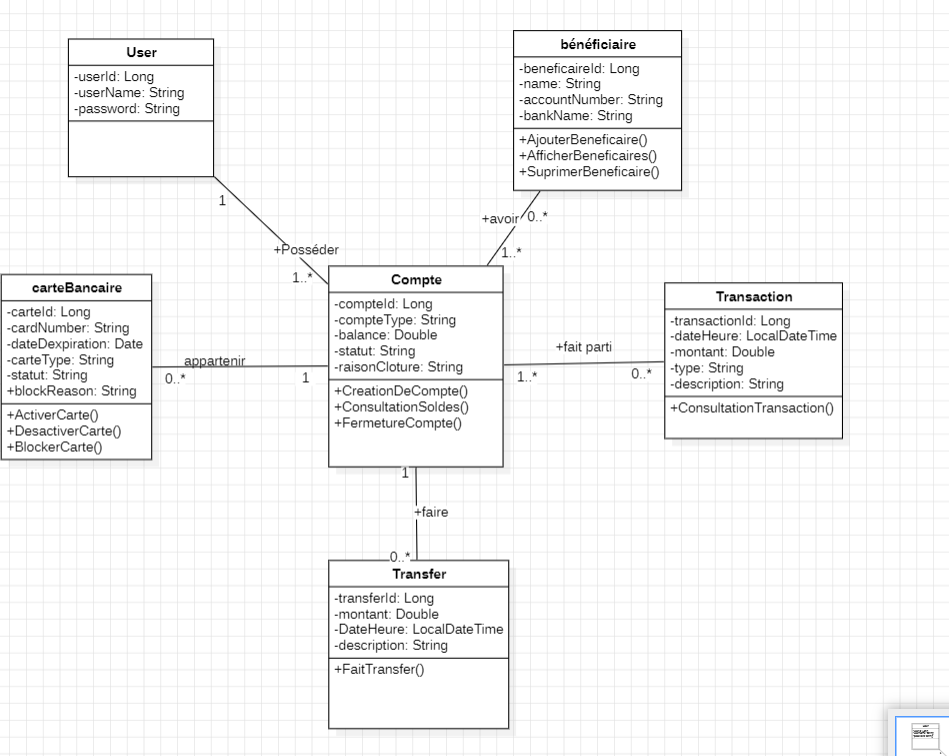 User
-userId: Long
-userName: String
-password: String
bénéficiaire
-beneficaireId: Long
-name: String
-accountNumber: String
-bankName: String
+AjouterBeneficaire()
+AfficherBeneficaires()
+SuprimerBeneficaire()
1
+Posséder
1..*
+avoir
0..*
1..*
carteBancaire
-carteId: Long
-cardNumber: String
-dateDexpiration: Date
-carteType: String
-statut: String
+blockReason: String
+ActiverCarte()
+DesactiverCarte()
+BlockerCarte()
appartenir
0..*
1
Compte
-compteId: Long
-compteType: String
-balance: Double
-statut: String
-raisonCloture: String
+CreationDeCompte()
+ConsultationSoldes()
+FermetureCompte()
+fait parti
1..*
0..*
Transaction
-transactionId: Long
-dateHeure: LocalDateTime
-montant: Double
-type: String
-description: String
+ConsultationTransaction()
1
+faire
0..*
Transfer
-transferId: Long
-montant: Double
-DateHeure: LocalDateTime
-description: String
+FaitTransfer()